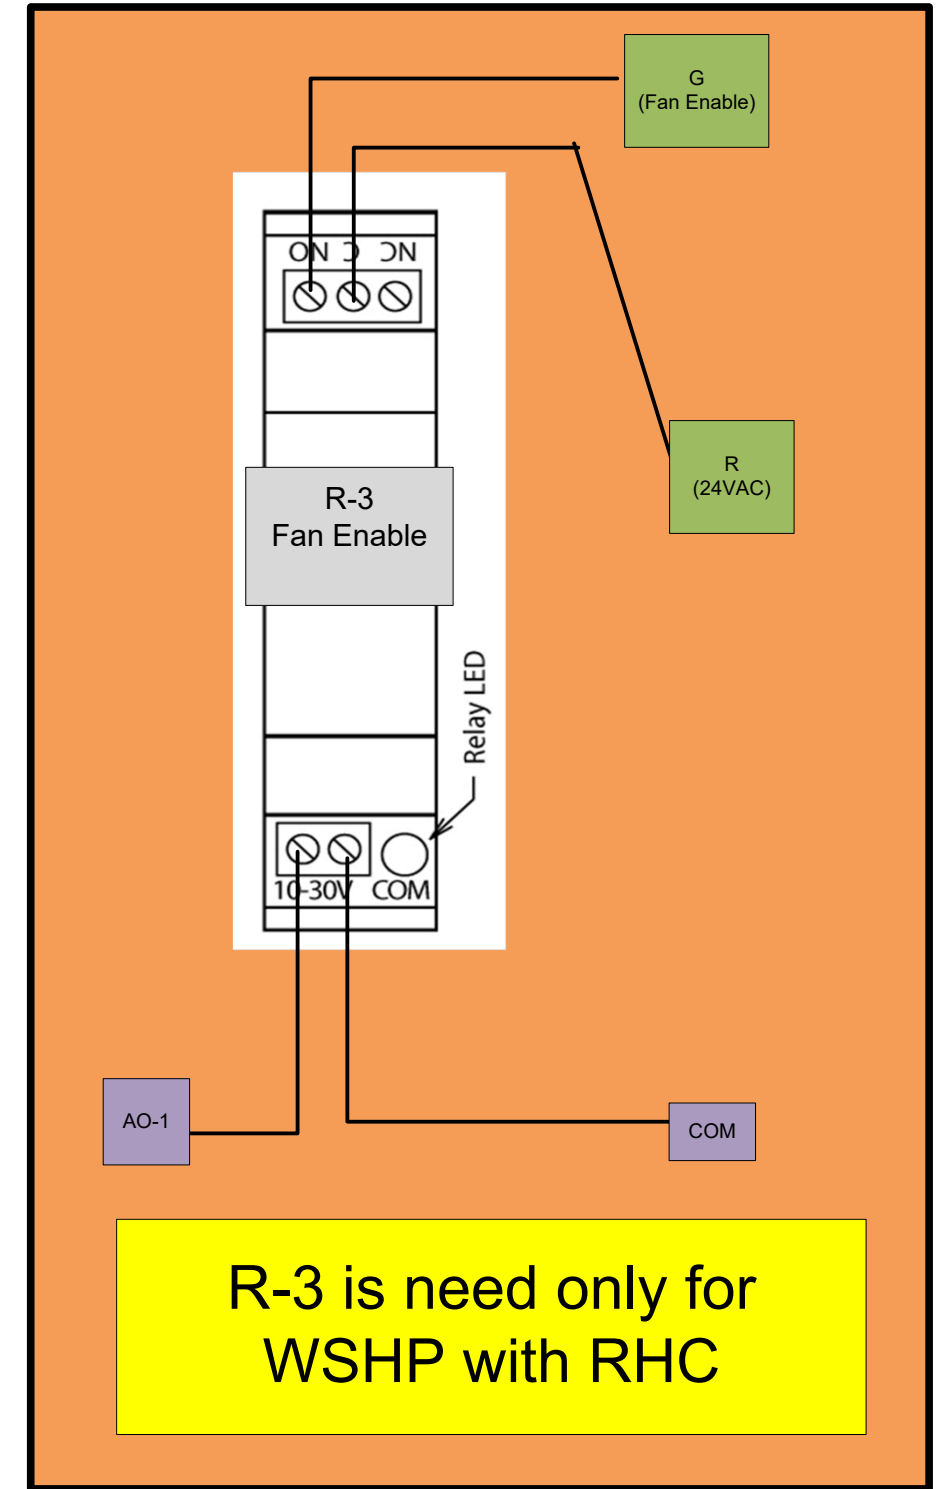 G
(Fan Enable)
NO C NC
R
(24VAC)
R-3
Fan Enable
Relay LED
10-30V COM
AO-1
COM
R-3 is need only for
WSHP with RHC